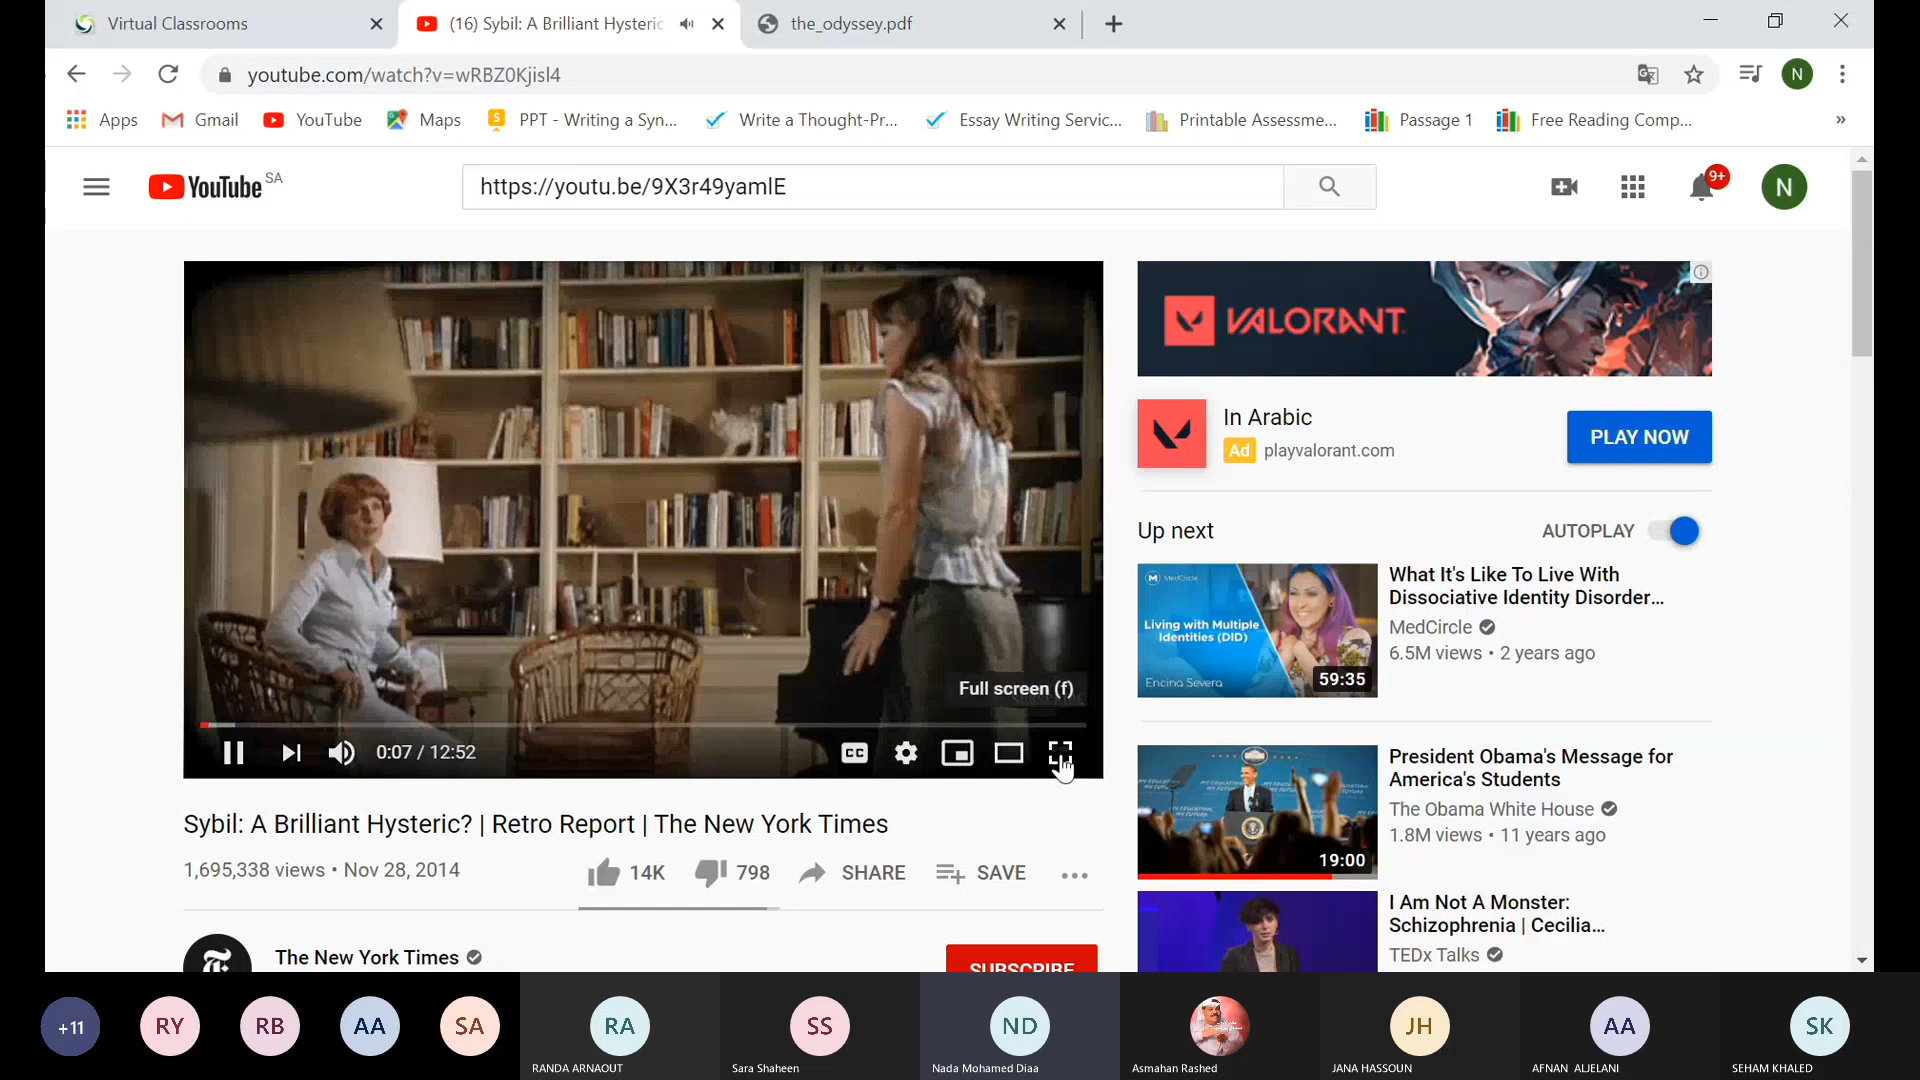 Virtual Classrooms
(16) Sybil: A Brilliant Hysteric
the_odyssey.pdf
youtube.com/watch?v=wRBZ0Kjisl4
N
Apps
Gmail
YouTube
Maps
PPT - Writing a Syn...
Write a Thought-Pr...
Essay Writing Servic...
Printable Assessme...
Passage 1
Free Reading Comp...
»
YouTube SA
https://youtu.be/9X3r49yamlE
9+
N
VALORANT
In Arabic
Ad playvalorant.com
PLAY NOW
Up next
AUTOPLAY
MedCircle
Living with Multiple
Identities (DID)
Encina Severa
59:35
What It's Like To Live With
Dissociative Identity Disorder...
MedCircle
6.5M views • 2 years ago
Full screen (f)
0:07 / 12:52
CC
President Obama's Message for
America's Students
The Obama White House
1.8M views • 11 years ago
19:00
Sybil: A Brilliant Hysteric? | Retro Report | The New York Times
1,695,338 views • Nov 28, 2014
14K
798
SHARE
SAVE
I Am Not A Monster:
Schizophrenia | Cecilia...
TEDx Talks
The New York Times
SUBSCRIBE
+11
RY
RB
AA
SA
RA
RANDA ARNAOUT
SS
Sara Shaheen
ND
Nada Mohamed Diaa
Asmahan Rashed
JH
JANA HASSOUN
AA
AFNAN ALJELANI
SK
SEHAM KHALED